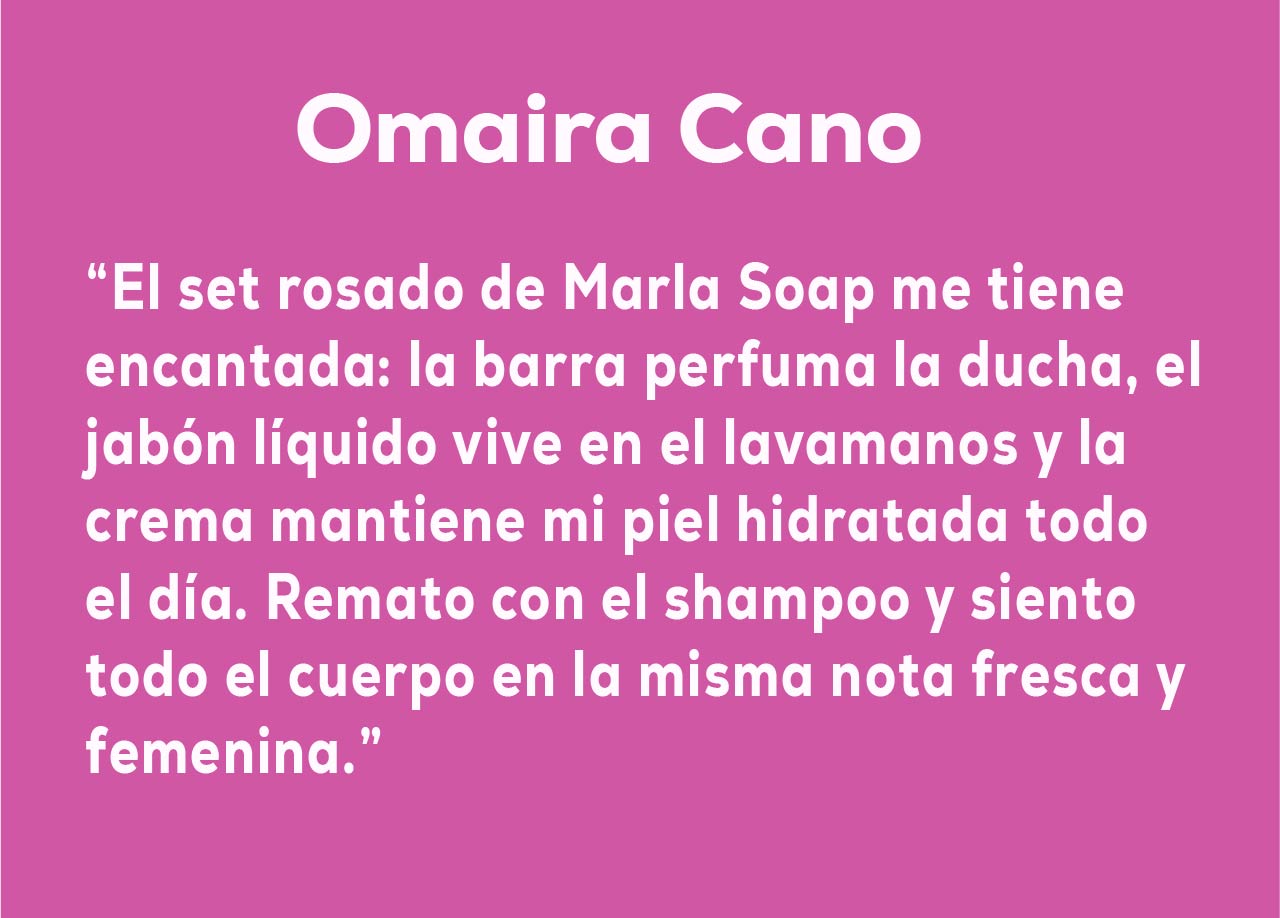 Omaira Cano
“El set rosado de Marla Soap me tiene
encantada: la barra perfuma la ducha, el
jabón líquido vive en el lavamanos y la
crema mantiene mi piel hidratada todo
el día. Remato con el shampoo y siento
todo el cuerpo en la misma nota fresca y
femenina.”